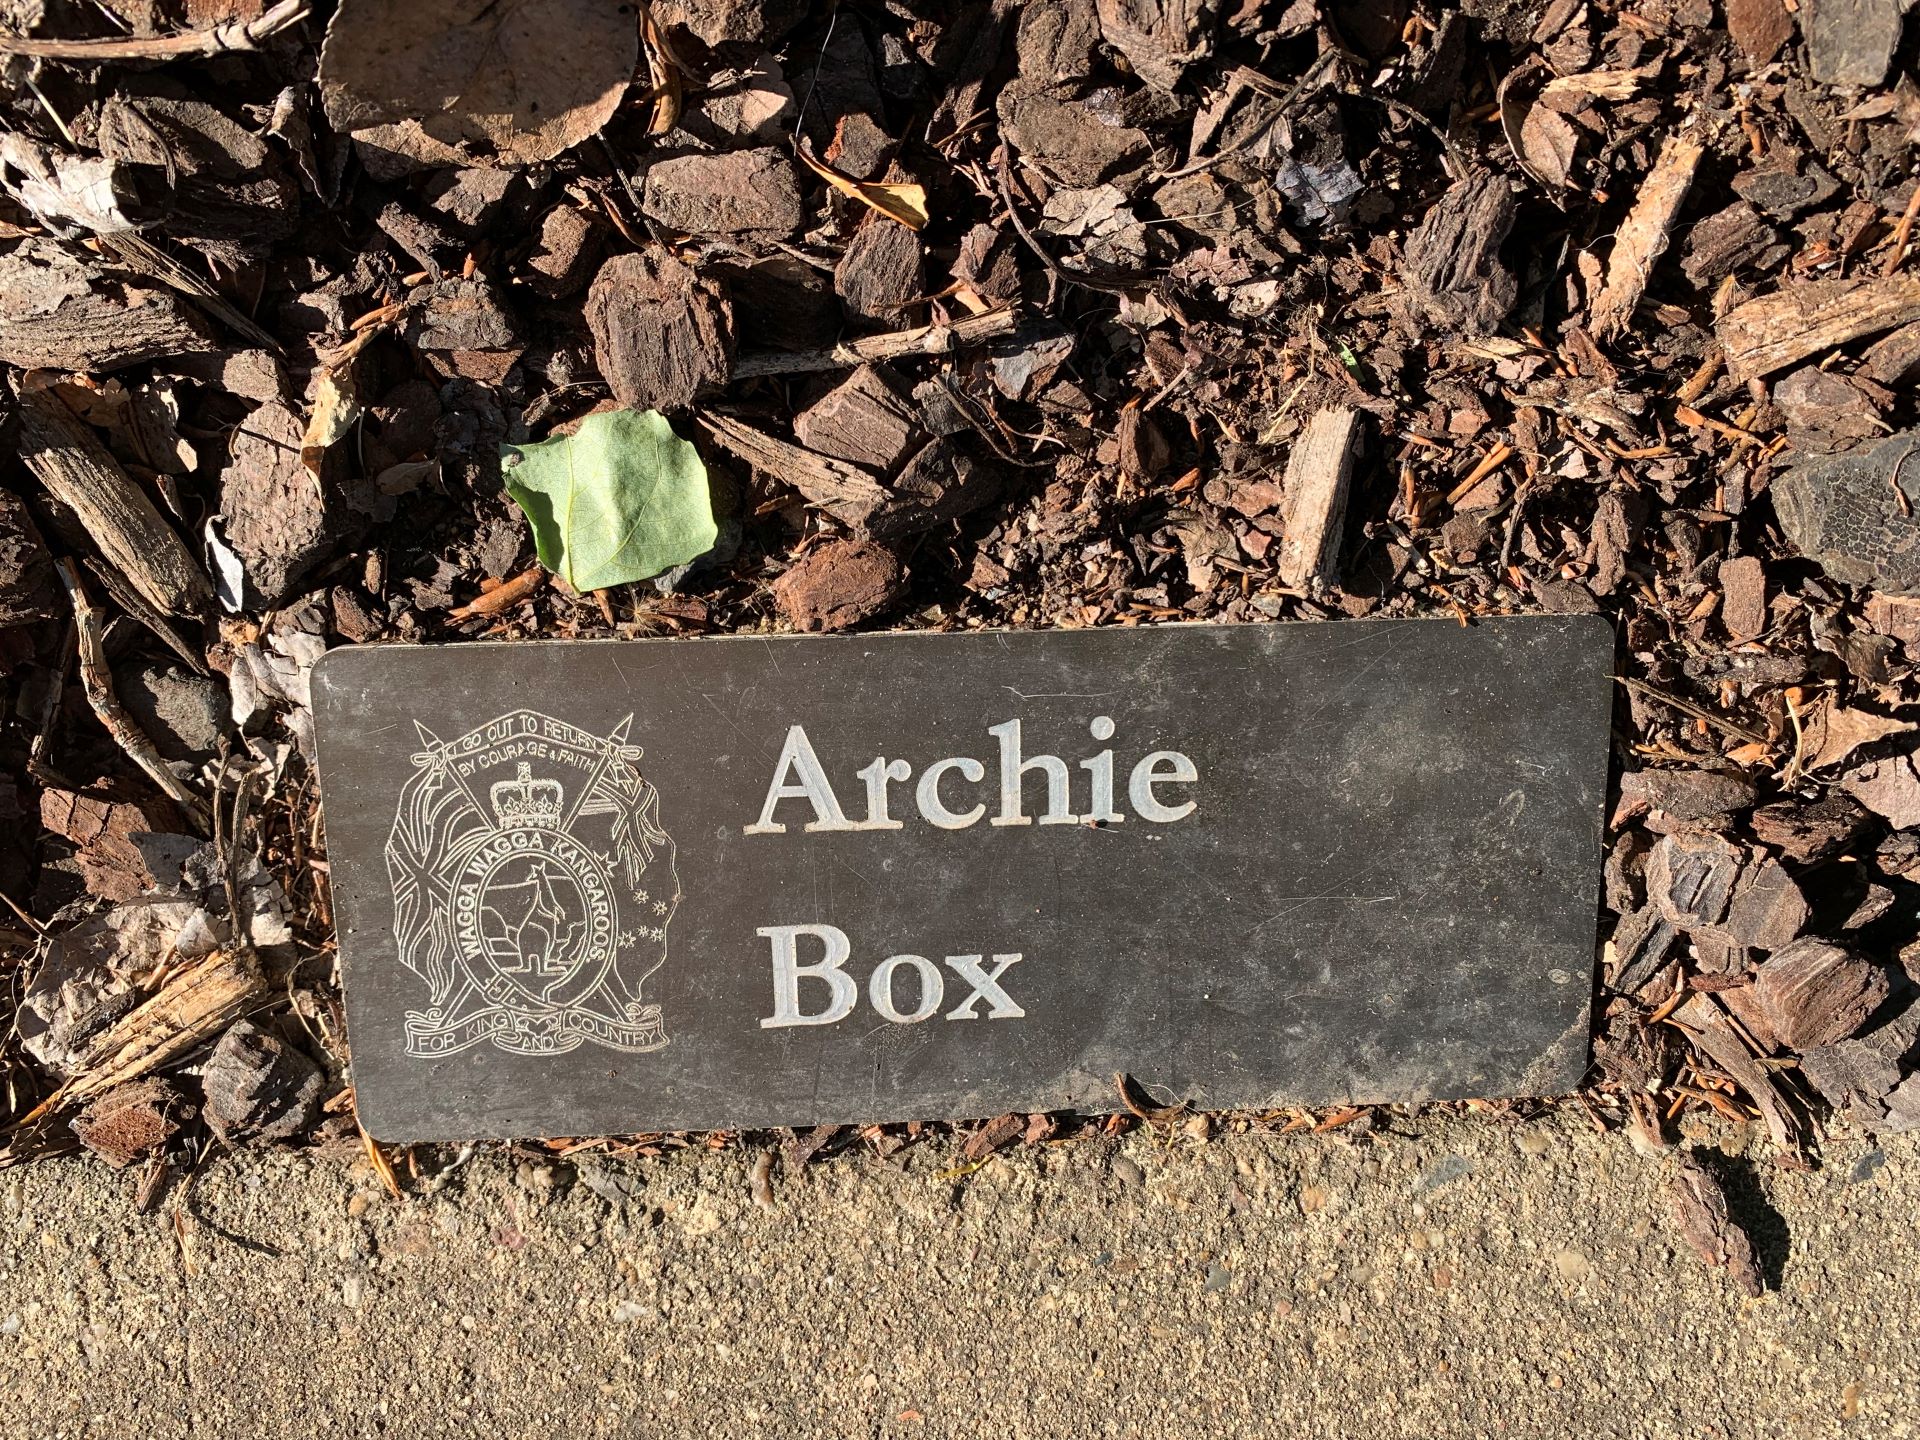 I GO OUT TO RETURN
BY COURAGE & FAITH
WAGGA WAGGA KANGAROOS.
FOR KING AND COUNTRY
Archie
Box